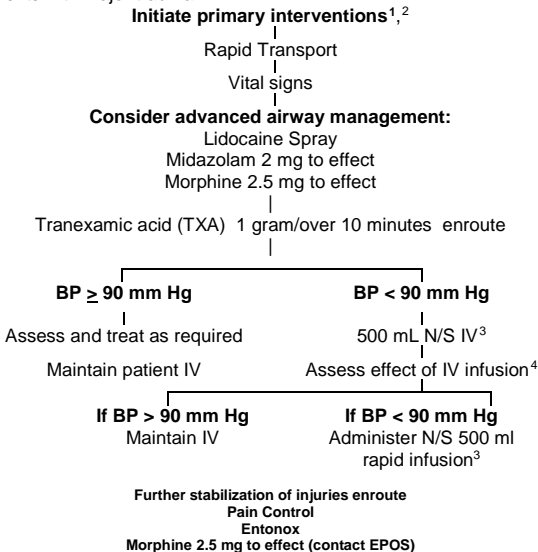 Initiate primary interventions¹,²
Rapid Transport
Vital signs
Consider advanced airway management:
Lidocaine Spray
Midazolam 2 mg to effect
Morphine 2.5 mg to effect
Tranexamic acid (TXA) 1 gram/over 10 minutes enroute
BP ≥ 90 mm Hg
BP < 90 mm Hg
Assess and treat as required
500 mL N/S IV³
Maintain patient IV
Assess effect of IV infusion⁴
If BP > 90 mm Hg
If BP < 90 mm Hg
Maintain IV
Administer N/S 500 ml
rapid infusion³
Further stabilization of injuries enroute
Pain Control
Entonox
Morphine 2.5 mg to effect (contact EPOS)